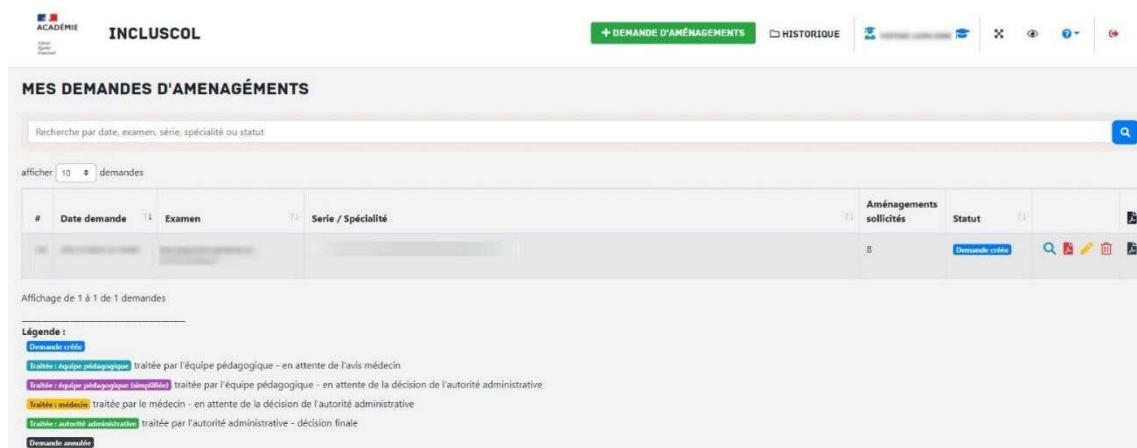 ACADÉMIE
INCLUSCOL
+ DEMANDE D'AMÉNAGEMENTS
HISTORIQUE
MES DEMANDES D'AMENAGÉMENTS
Recherche par date, examen, série, spécialité ou statut
afficher 10 demandes
# Date demande Examen Serie / Spécialité Aménagements sollicités Statut
8 Demande créée
Affichage de 1 à 1 de 1 demandes
Légende :
Demande créée
Traitée : équipe pédagogique traitée par l'équipe pédagogique - en attente de l'avis médecin
Traitée : équipe pédagogique (simplifiée) traitée par l'équipe pédagogique - en attente de la décision de l'autorité administrative
Traitée : médecin traitée par le médecin - en attente de la décision de l'autorité administrative
Traitée : autorité administrative traitée par l'autorité administrative - décision finale
Demande annulée